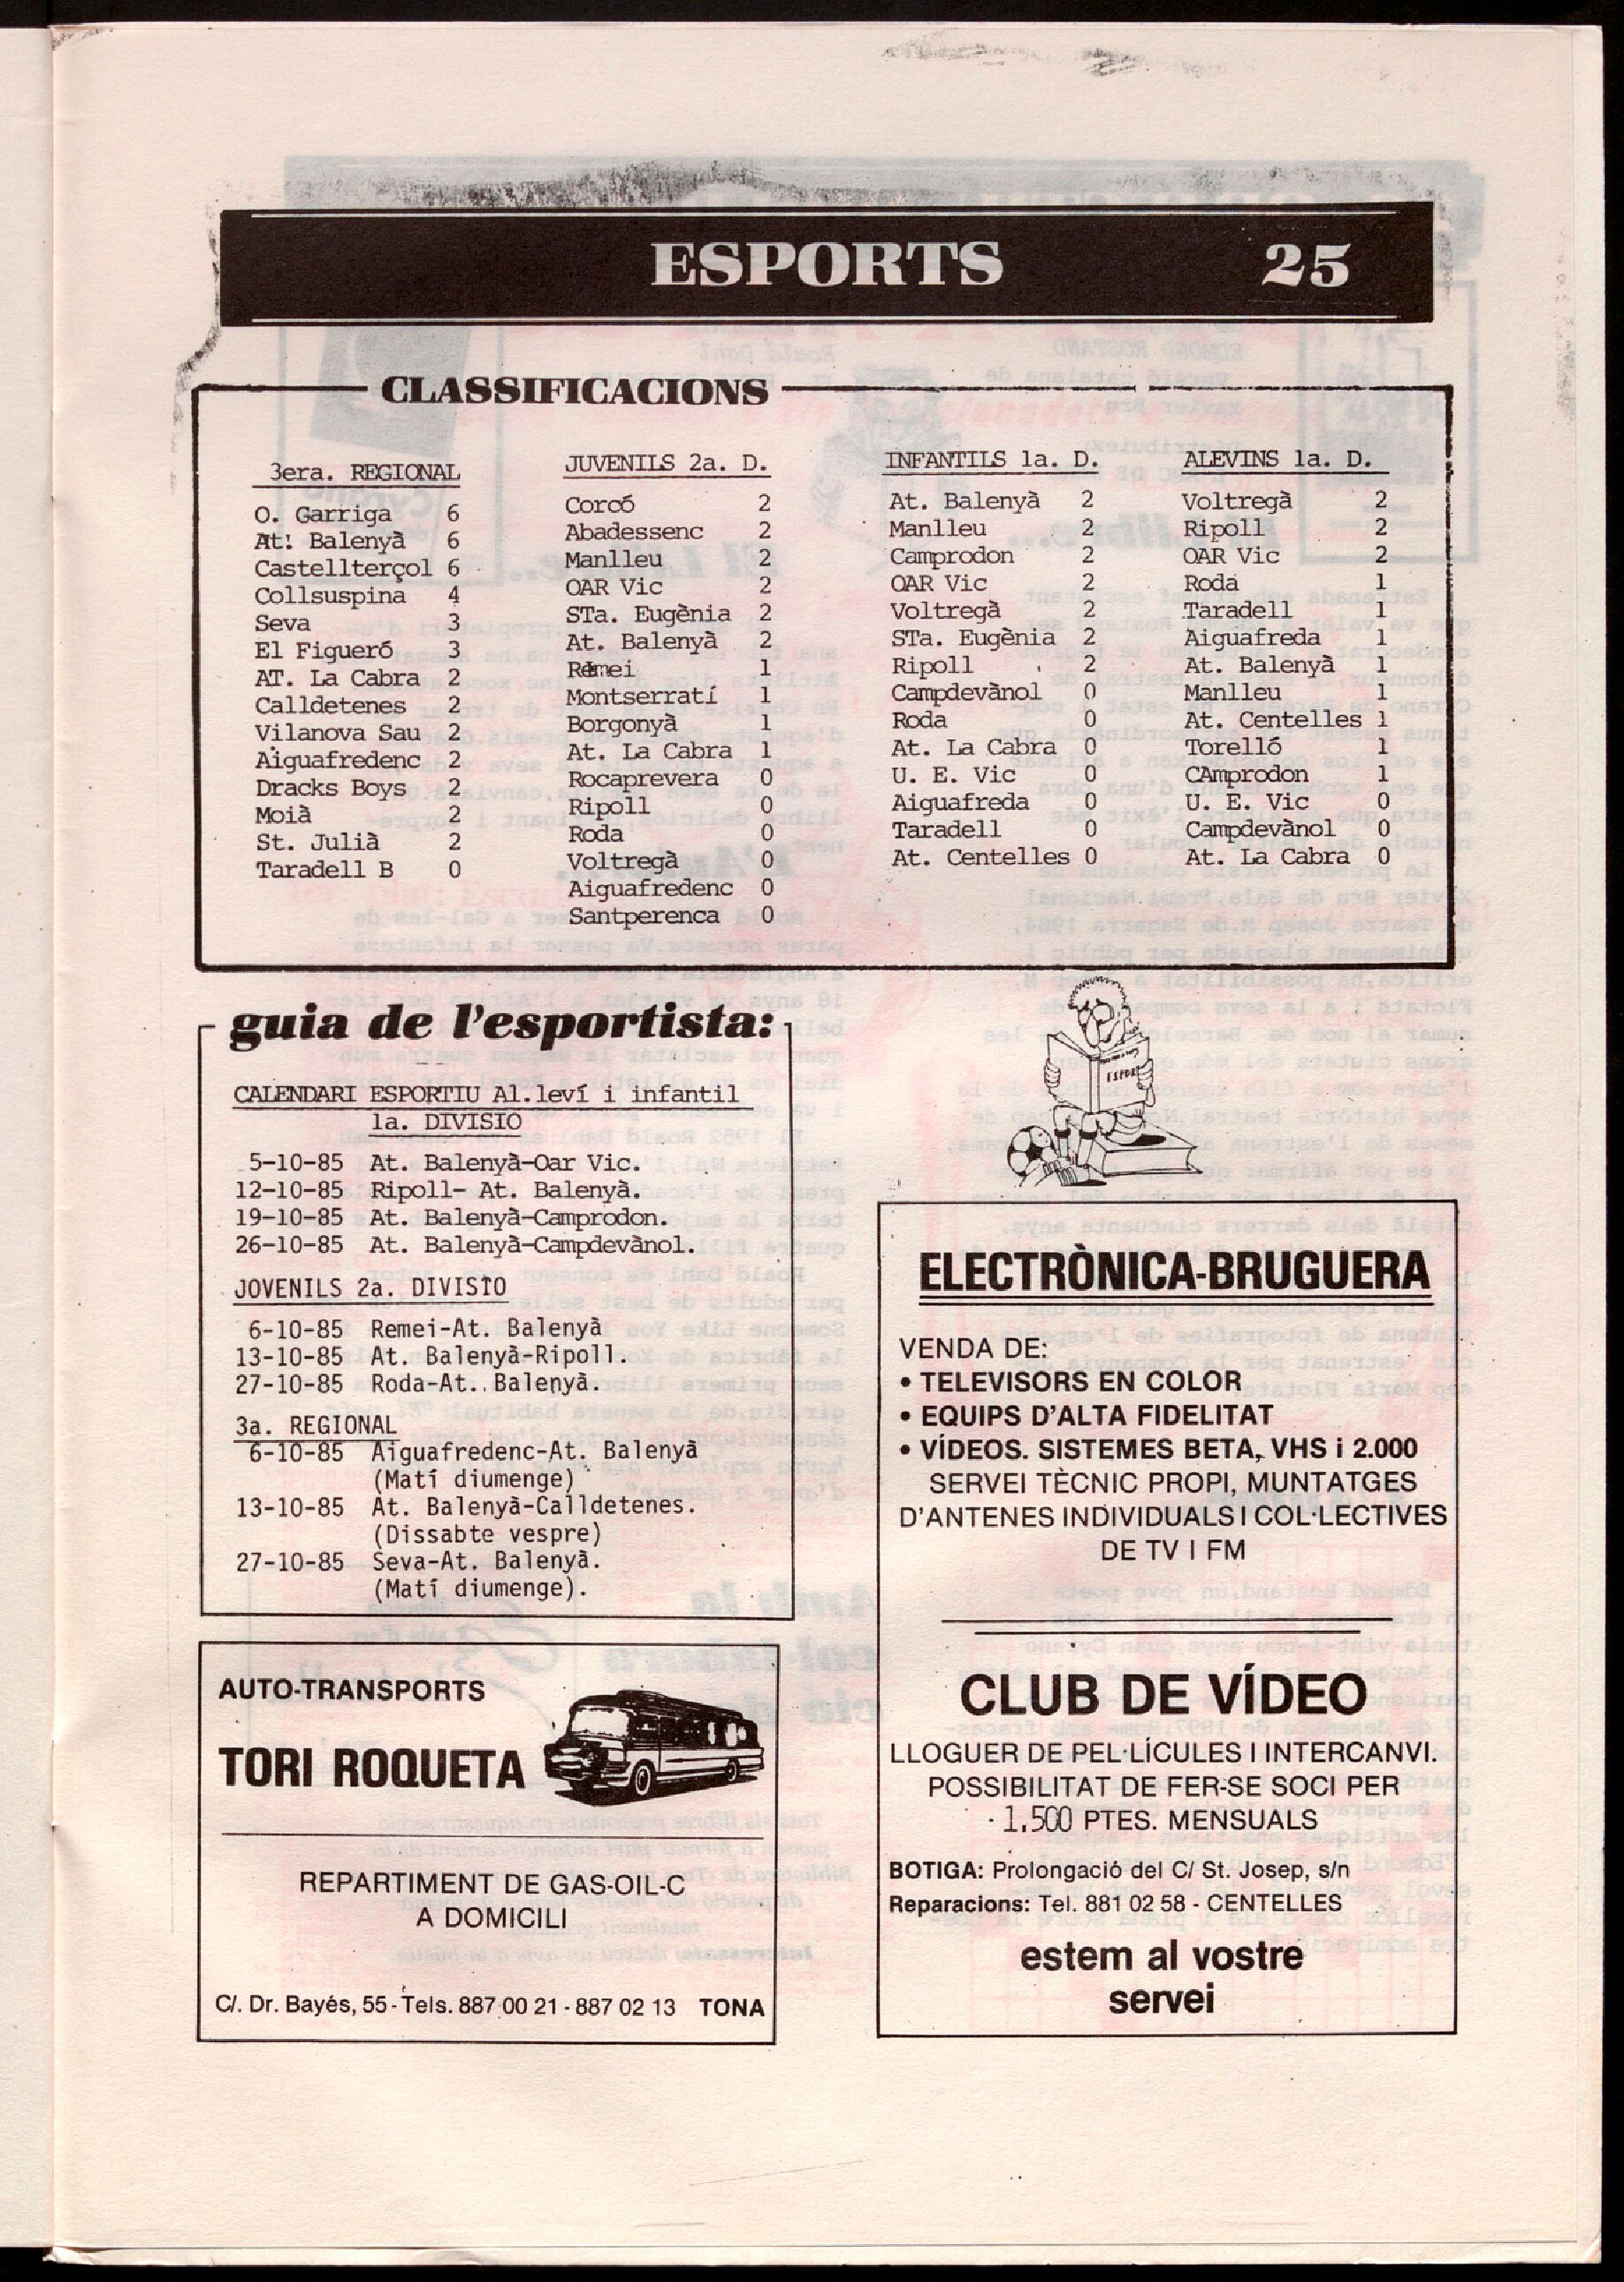 ESPORTS 25
CLASSIFICACIONS
3era. REGIONAL
O. Garriga 6
At. Balenyà 6
Castellterçol 6
Collsuspina 4
Seva 3
El Figueró 3
AT. La Cabra 2
Calldetenes 2
Vilanova Sau 2
Aiguafredenc 2
Dracks Boys 2
Moià 2
St. Julià 2
Taradell B 0
JUVENILS 2a. D.
Corcó 2
Abadessenc 2
Manlleu 2
OAR Vic 2
STa. Eugènia 2
At. Balenyà 2
Remei 1
Montserratí 1
Borgonyà 1
At. La Cabra 1
Rocaprevera 0
Ripoll 0
Roda 0
Voltregà 0
Aiguafredenc 0
Santperenca 0
INFANTILS 1a. D.
At. Balenyà 2
Manlleu 2
Camprodon 2
OAR Vic 2
Voltregà 2
STa. Eugènia 2
Ripoll 2
Campdevànol 0
Roda 0
At. La Cabra 0
U. E. Vic 0
Aiguafreda 0
Taradell 0
At. Centelles 0
ALEVINS 1a. D.
Voltregà 2
Ripoll 2
OAR Vic 2
Roda 1
Taradell 1
Aiguafreda 1
At. Balenyà 1
Manlleu 1
At. Centelles 1
Torelló 1
CAmprodon 1
U. E. Vic 0
Campdevànol 0
At. La Cabra 0
guia de l'esportista:
CALENDARI ESPORTIU Al.leví i infantil
1a. DIVISIO
5-10-85 At. Balenyà-Oar Vic.
12-10-85 Ripoll- At. Balenyà.
19-10-85 At. Balenyà-Camprodon.
26-10-85 At. Balenyà-Campdevànol.
JOVENILS 2a. DIVISIO
6-10-85 Remei-At. Balenyà
13-10-85 At. Balenyà-Ripoll.
27-10-85 Roda-At. Balenyà.
3a. REGIONAL
6-10-85 Aiguafredenc-At. Balenyà
(Matí diumenge)
13-10-85 At. Balenyà-Calldetenes.
(Dissabte vespre)
27-10-85 Seva-At. Balenyà.
(Matí diumenge).
AUTO-TRANSPORTS
TORI ROQUETA
REPARTIMENT DE GAS-OIL-C
A DOMICILI
C/. Dr. Bayés, 55 - Tels. 887 00 21 - 887 02 13 TONA
ESPORT
ELECTRÒNICA-BRUGUERA
VENDA DE:
• TELEVISORS EN COLOR
• EQUIPS D'ALTA FIDELITAT
• VÍDEOS. SISTEMES BETA, VHS i 2.000
SERVEI TÈCNIC PROPI, MUNTATGES
D'ANTENES INDIVIDUALS I COL·LECTIVES
DE TV I FM
CLUB DE VÍDEO
LLOGUER DE PEL·LÍCULES I INTERCANVI.
POSSIBILITAT DE FER-SE SOCI PER
1.500 PTES. MENSUALS
BOTIGA: Prolongació del C/ St. Josep, s/n
Reparacions: Tel. 881 02 58 - CENTELLES
estem al vostre
servei